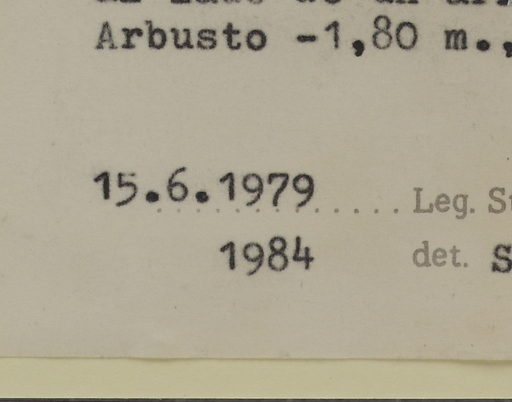 Arbusto -1,80 m.,
15.6.1979 Leg.
1984 det.